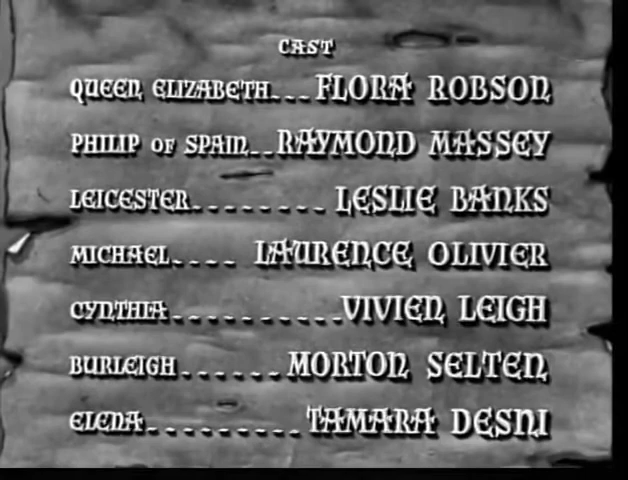 CAST
QUEEN ELIZABETH...FLORA ROBSON
PHILIP OF SPAIN..RAYMOND MASSEY
LEICESTER........LESLIE BANKS
MICHAEL.... LAURENCE OLIVIER
CYNTHIA..........VIVIEN LEIGH
BURLEIGH......MORTON SELTEN
ELENA.........TAMARA DESNI